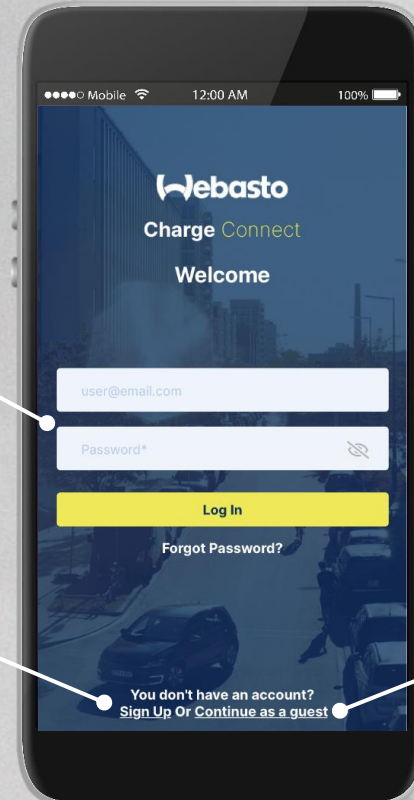 Mobile 12:00 AM 100%
Webasto
Charge Connect
Welcome
user@email.com
Password*
Log In
Forgot Password?
You don't have an account?
Sign Up Or Continue as a guest